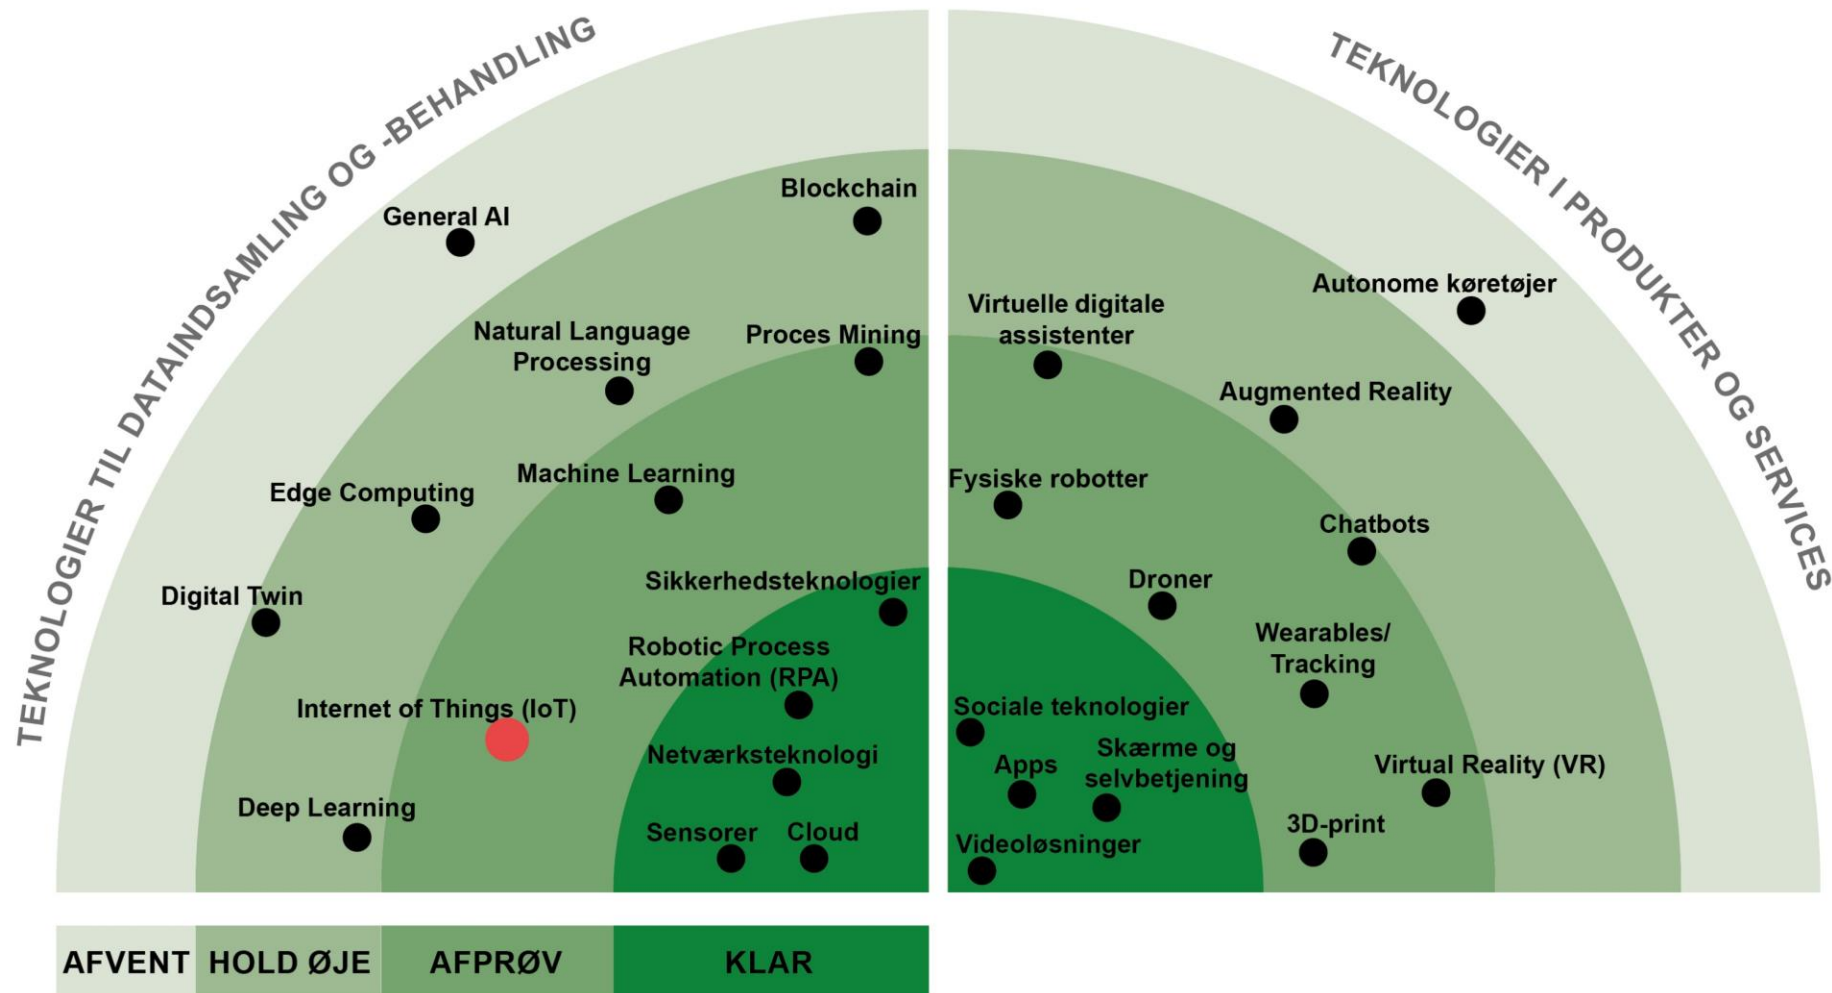 TEKNOLOGIER TIL DATAINDSAMLING OG -BEHANDLING
General AI
Blockchain
Natural Language
Processing
Proces Mining
Edge Computing
Machine Learning
Digital Twin
Sikkerhedsteknologier
Robotic Process
Automation (RPA)
Internet of Things (IoT)
Netværksteknologi
Deep Learning
Sensorer
Cloud
TEKNOLOGIER I PRODUKTER OG SERVICES
Autonome køretøjer
Virtuelle digitale
assistenter
Augmented Reality
Fysiske robotter
Chatbots
Droner
Wearables/
Tracking
Sociale teknologier
Skærme og
selvbetjening
Apps
Virtual Reality (VR)
3D-print
Videoløsninger
AFVENT
HOLD ØJE
AFPRØV
KLAR